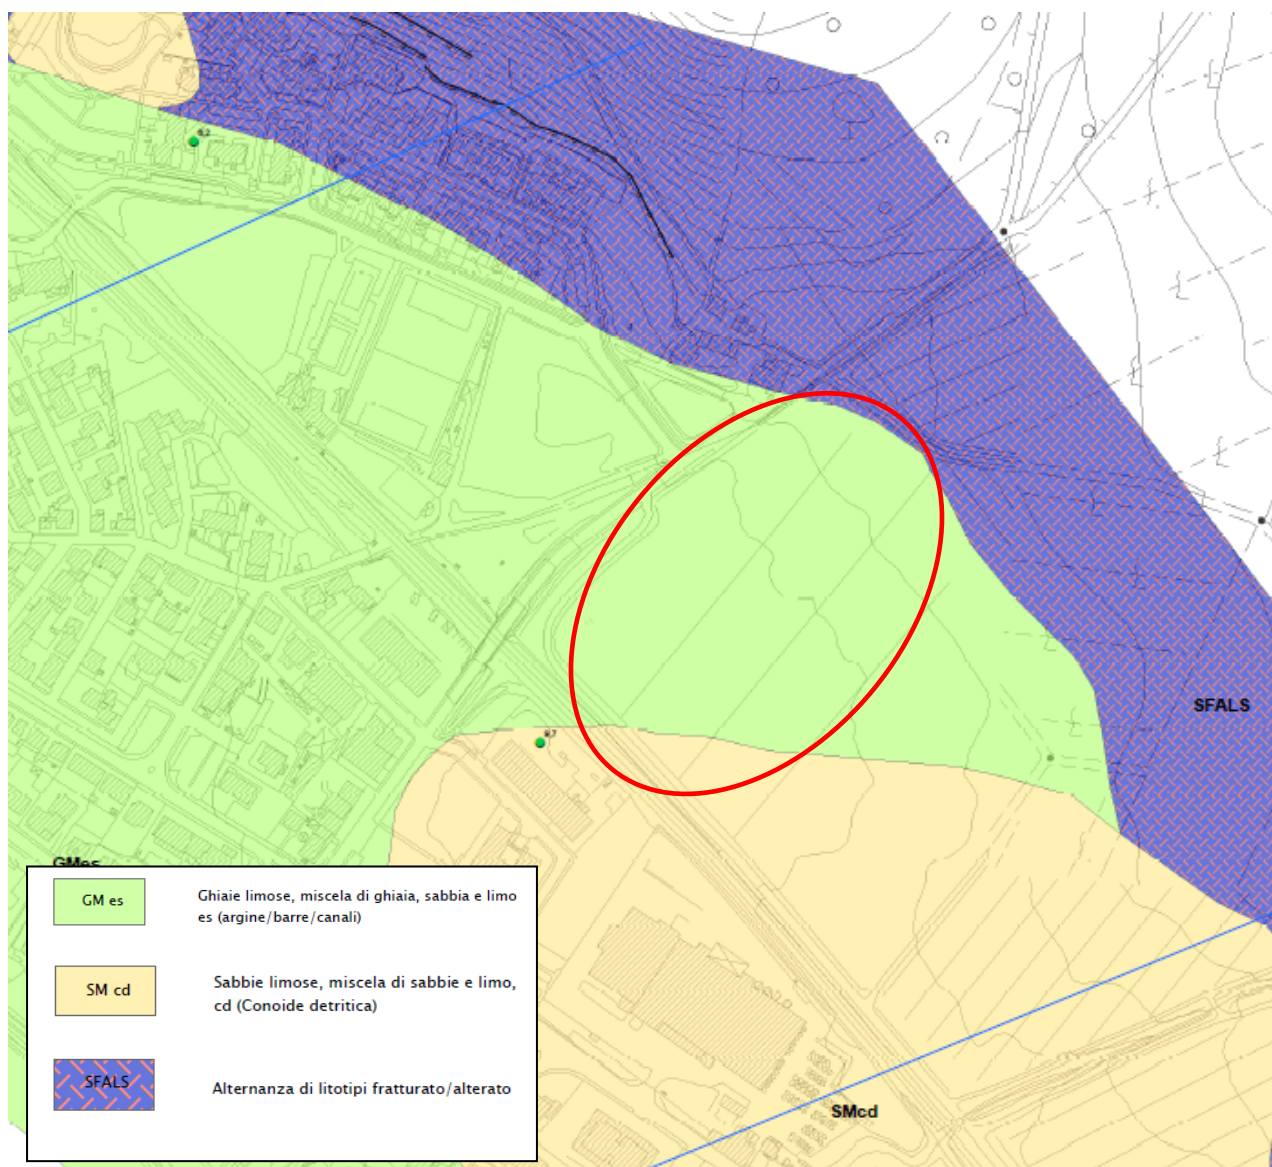 SFALS
GMes
GM es
Ghiaie limose, miscela di ghiaia, sabbia e limo
es (argine/barre/canali)
SM cd
Sabbie limose, miscela di sabbie e limo,
cd (Conoide detritica)
SFALS
Alternanza di litotipi fratturato/alterato
SMcd